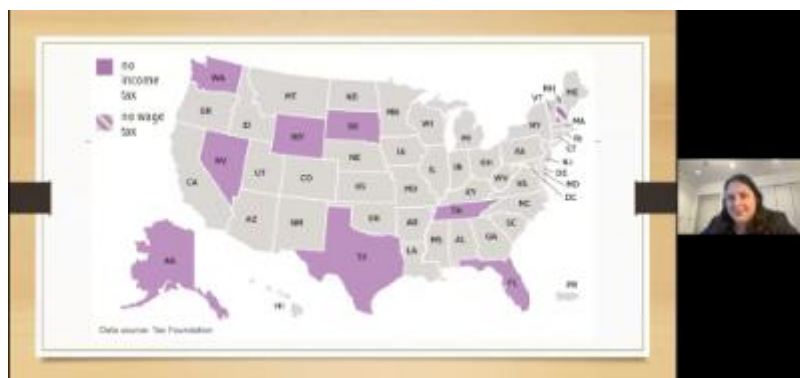 no
income
tax
no wage
tax
WA
MT
ND
MN
OR
ID
WY
SD
WI
MI
VT
NH
ME
NY
MA
RI
CT
NJ
DE
MD
DC
NV
UT
CO
NE
IA
IL
IN
OH
PA
WV
VA
CA
KS
MO
KY
NC
TN
SC
AZ
NM
OK
AR
MS
AL
GA
LA
TX
FL
AK
HI
PR
Data source: Tax Foundation